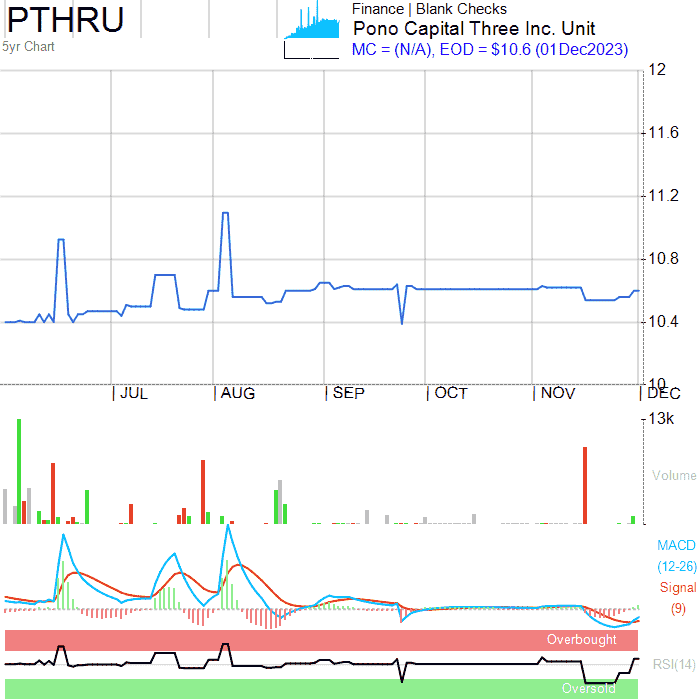 PTHRU
5yr Chart
Finance | Blank Checks
Pono Capital Three Inc. Unit
MC = (N/A), EOD = $10.6 (01Dec2023)
12
11.6
11.2
10.8
10.4
10
JUL AUG SEP OCT NOV DEC
13k
Volume
MACD
(12-26)
Signal
(9)
Overbought
RSI(14)
Oversold